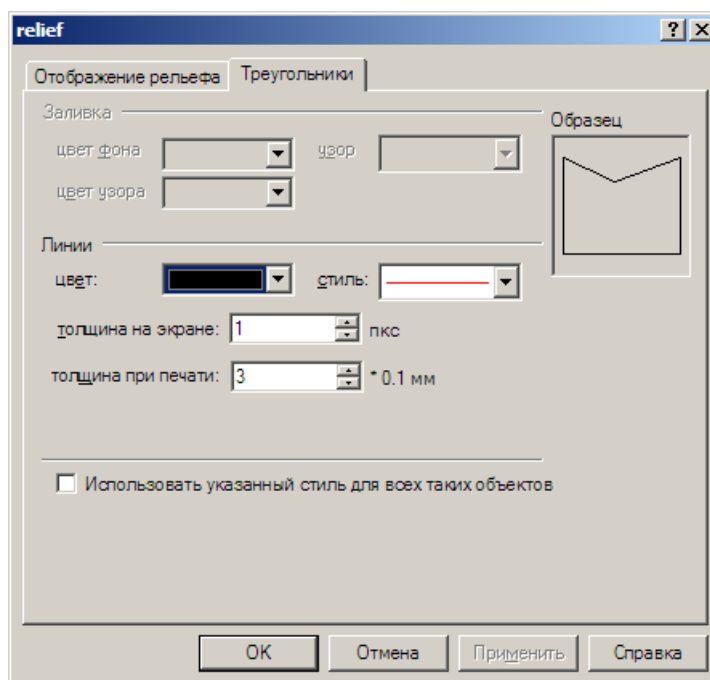 relief
Отображение рельефа Треугольники
Заливка
Образец
цвет фона узор
цвет узора
Линии
цвет: стиль:
толщина на экране: 1 пкс
толщина при печати: 3 * 0.1 мм
Использовать указанный стиль для всех таких объектов
OK Отмена Применить Справка